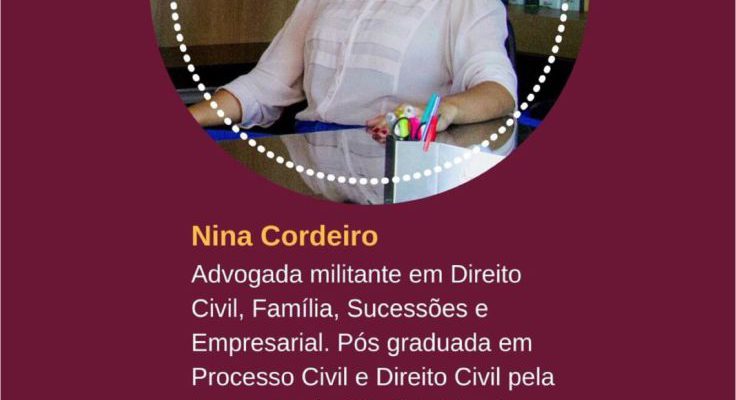 Nina Cordeiro
Advogada militante em Direito
Civil, Família, Sucessões e
Empresarial. Pós graduada em
Processo Civil e Direito Civil pela